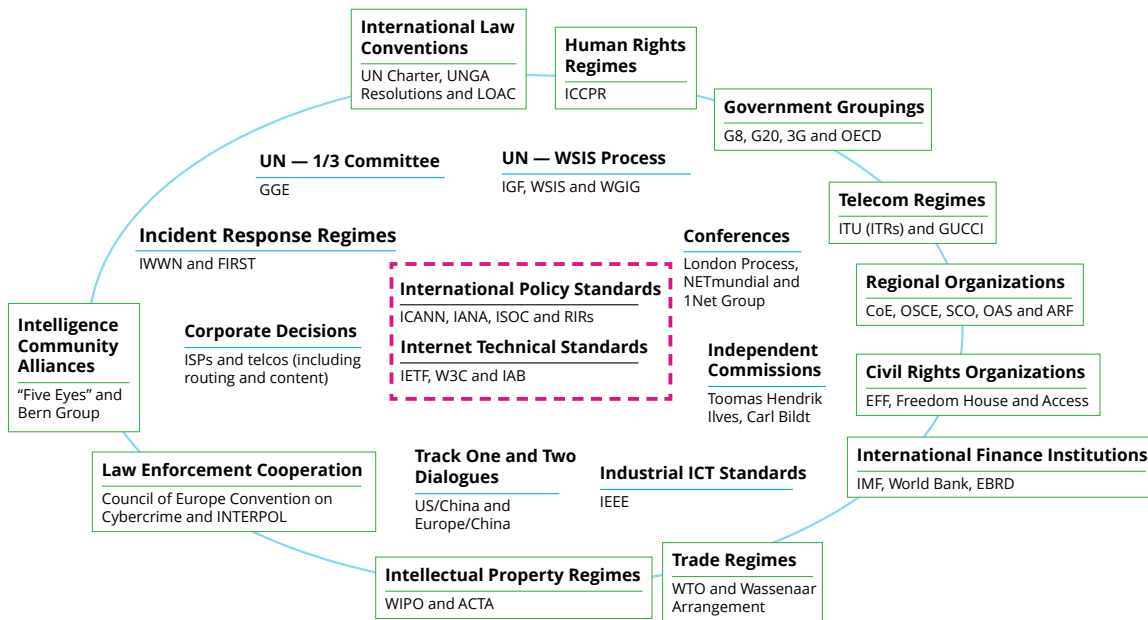 International Law
Conventions
UN Charter, UNGA
Resolutions and LOAC
Human Rights
Regimes
ICCPR
Government Groupings
G8, G20, 3G and OECD
UN — 1/3 Committee
GGE
UN — WSIS Process
IGF, WSIS and WGIG
Telecom Regimes
ITU (ITRs) and GUCCI
Incident Response Regimes
IWWN and FIRST
Conferences
London Process,
NETmundial and
1Net Group
Regional Organizations
CoE, OSCE, SCO, OAS and ARF
International Policy Standards
ICANN, IANA, ISOC and RIRs
Internet Technical Standards
IETF, W3C and IAB
Intelligence
Community
Alliances
“Five Eyes” and
Bern Group
Corporate Decisions
ISPs and telcos (including
routing and content)
Independent
Commissions
Toomas Hendrik
Ilves, Carl Bildt
Civil Rights Organizations
EFF, Freedom House and Access
Law Enforcement Cooperation
Council of Europe Convention on
Cybercrime and INTERPOL
Track One and Two
Dialogues
US/China and
Europe/China
Industrial ICT Standards
IEEE
International Finance Institutions
IMF, World Bank, EBRD
Intellectual Property Regimes
WIPO and ACTA
Trade Regimes
WTO and Wassenaar
Arrangement